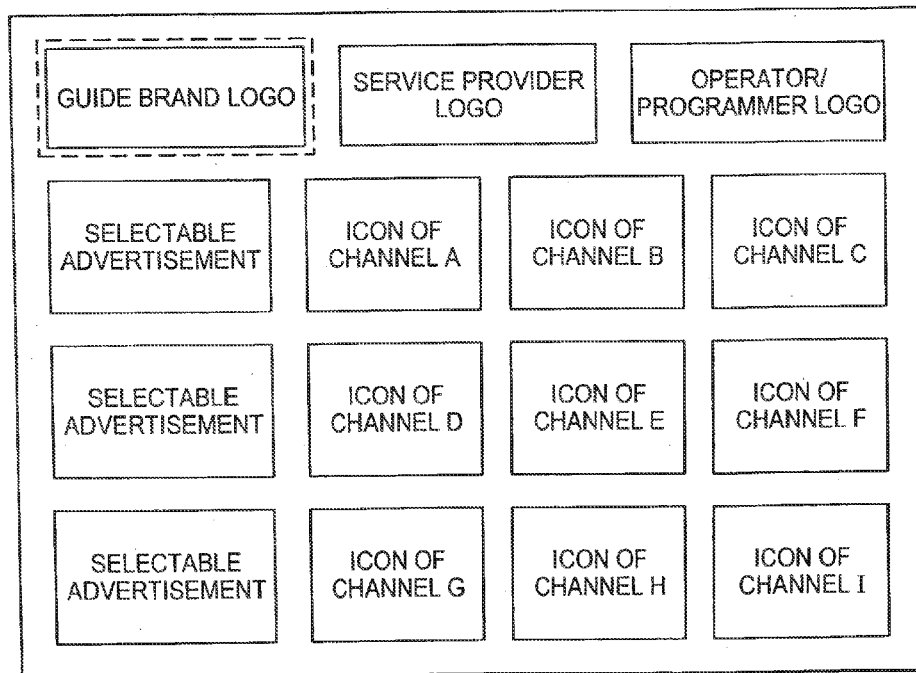 GUIDE BRAND LOGO
SERVICE PROVIDER
LOGO
OPERATOR/
PROGRAMMER LOGO
SELECTABLE
ADVERTISEMENT
ICON OF
CHANNEL A
ICON OF
CHANNEL B
ICON OF
CHANNEL C
SELECTABLE
ADVERTISEMENT
ICON OF
CHANNEL D
ICON OF
CHANNEL E
ICON OF
CHANNEL F
SELECTABLE
ADVERTISEMENT
ICON OF
CHANNEL G
ICON OF
CHANNEL H
ICON OF
CHANNEL I